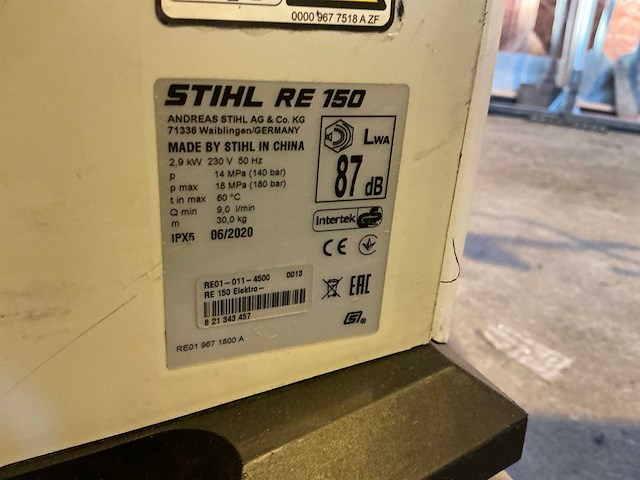 0000 967 7518 A ZF
STIHL RE 150
ANDREAS STIHL AG & Co. KG
71336 Waiblingen/GERMANY
MADE BY STIHL IN CHINA
2,9 kW 230 V 50 Hz
p 14 MPa (140 bar)
p max 18 MPa (180 bar)
t in max 60 °C
Q min 9,0 l/min
m 30,0 kg
IPX5 06/2020
LWA
87 dB
Intertek GS
CE
EAC
RE01-011-4500 0013
RE 150 Elektro-
8 21 343 457
RE01 967 1800 A